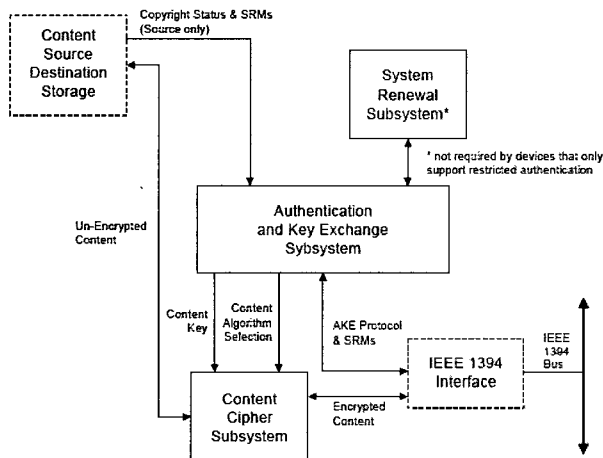 Copyright Status & SRMs
(Source only)
Content
Source
Destination
Storage
System
Renewal
Subsystem*
* not required by devices that only
support restricted authentication
Authentication
and Key Exchange
Sybsystem
Un-Encrypted
Content
Content
Key
Content
Algorithm
Selection
AKE Protocol
& SRMs
IEEE
1394
Bus
IEEE 1394
Interface
Content
Cipher
Subsystem
Encrypted
Content